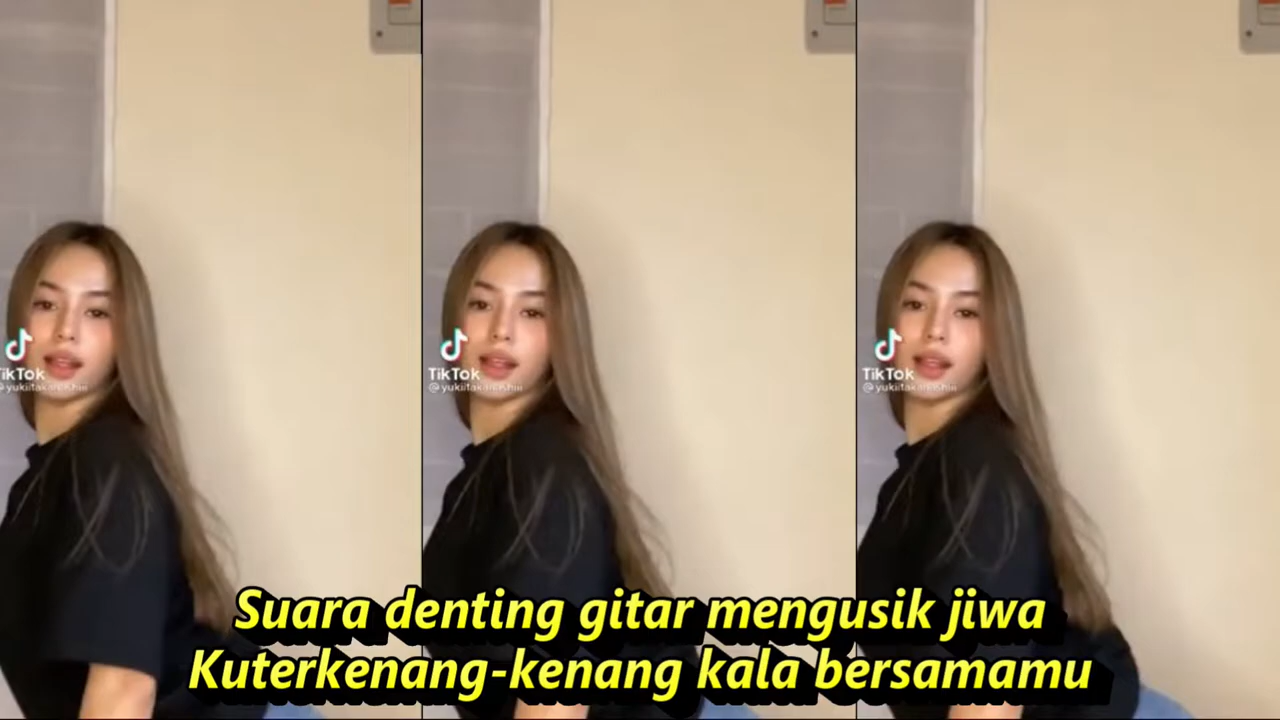 TikTok
TikTok
TikTok
Suara denting gitar mengusik jiwa
Kuterkenang-kenang kala bersamamu